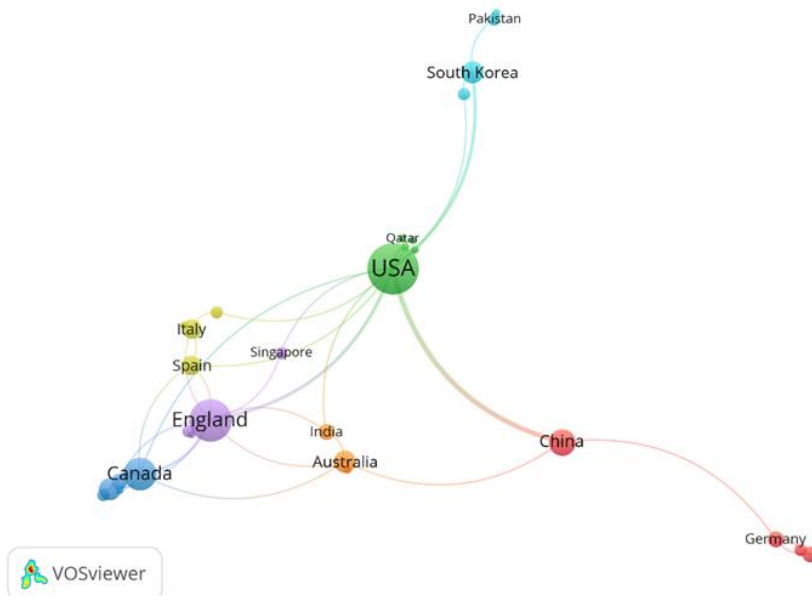 Pakistan
South Korea
Qatar
USA
Italy
Singapore
Spain
England
India
China
Australia
Canada
Germany
VOSviewer